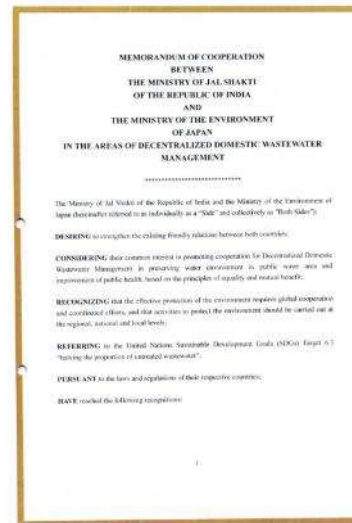 MEMORANDUM OF COOPERATION
BETWEEN
THE MINISTRY OF JAL SHAKTI
OF THE REPUBLIC OF INDIA
AND
THE MINISTRY OF THE ENVIRONMENT
OF JAPAN
IN THE AREAS OF DECENTRALIZED DOMESTIC WASTEWATER
MANAGEMENT
****************************
The Ministry of Jal Shakti of the Republic of India and the Ministry of the Environment of
Japan (hereinafter referred to as individually as a "Side" and collectively as "Both Sides");
DESIRING to strengthen the existing friendly relations between both countries;
CONSIDERING their common interest in promoting cooperation for Decentralized Domestic
Wastewater Management in preserving water environment in public water area and
improvement of public health, based on the principles of equality and mutual benefit;
RECOGNIZING that the effective protection of the environment requires global cooperation
and coordinated efforts, and that activities to protect the environment should be carried out at
the regional, national and local levels;
REFERRING to the United Nations Sustainable Development Goals (SDGs) Target 6.3
"halving the proportion of untreated wastewater";
PURSUANT to the laws and regulations of their respective countries;
HAVE reached the following recognitions:
1